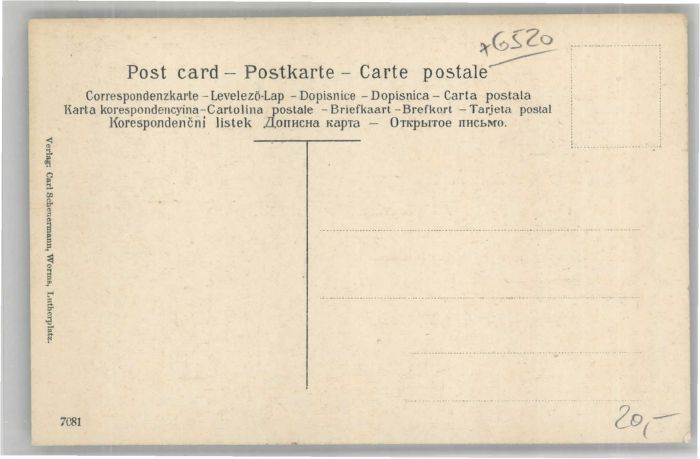 *6520
Post card – Postkarte – Carte postale
Correspondenzkarte – Levelező-Lap – Dopisnice – Dopisnica – Carta postala
Karta korespondencyina – Cartolina postale – Briefkaart – Brefkort – Tarjeta postal
Korespondenční listek Дописна карта – Открытое письмо.
Verlag: Carl Scheuermann, Worms, Lutherplatz.
7081
20,–